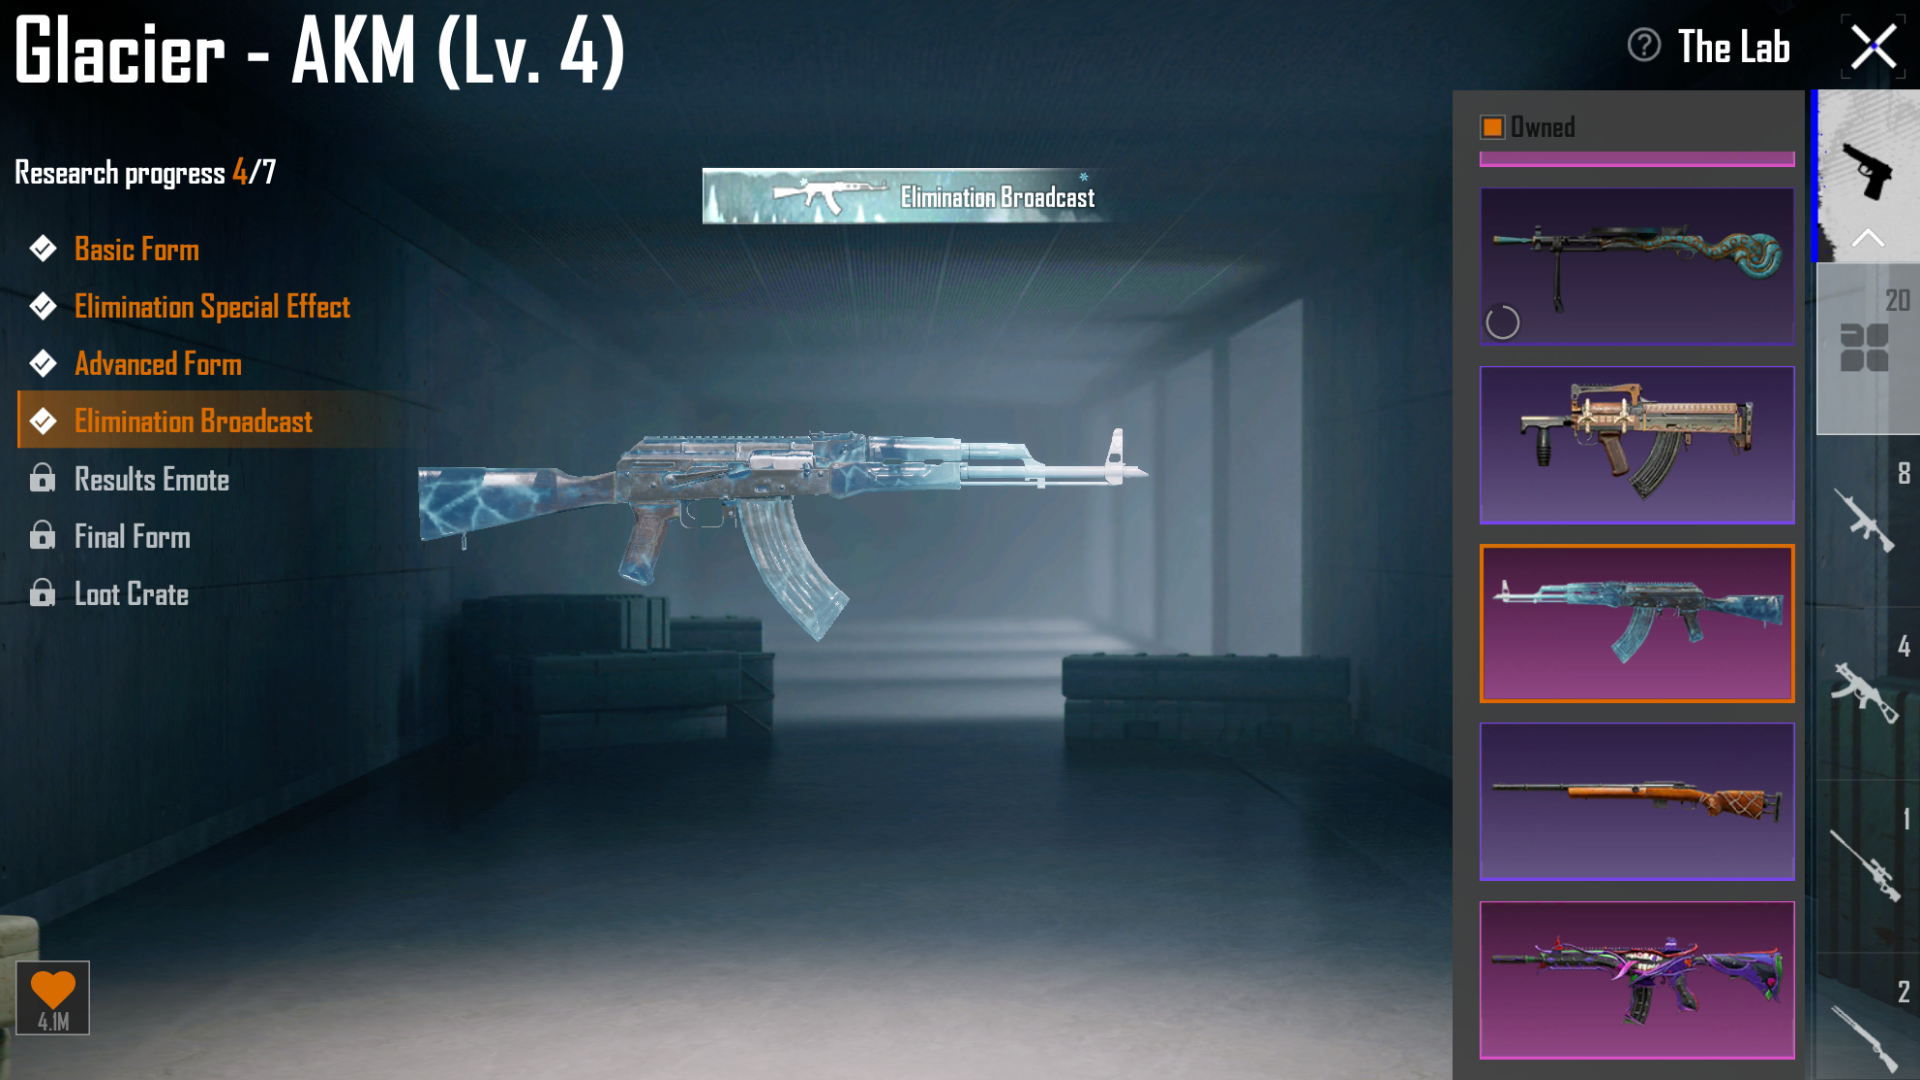 Glacier - AKM (Lv. 4)
? The Lab
Research progress 4/7
Basic Form
Elimination Special Effect
Advanced Form
Elimination Broadcast
Results Emote
Final Form
Loot Crate
4.1M
Elimination Broadcast
Owned
20
8
4
1
2